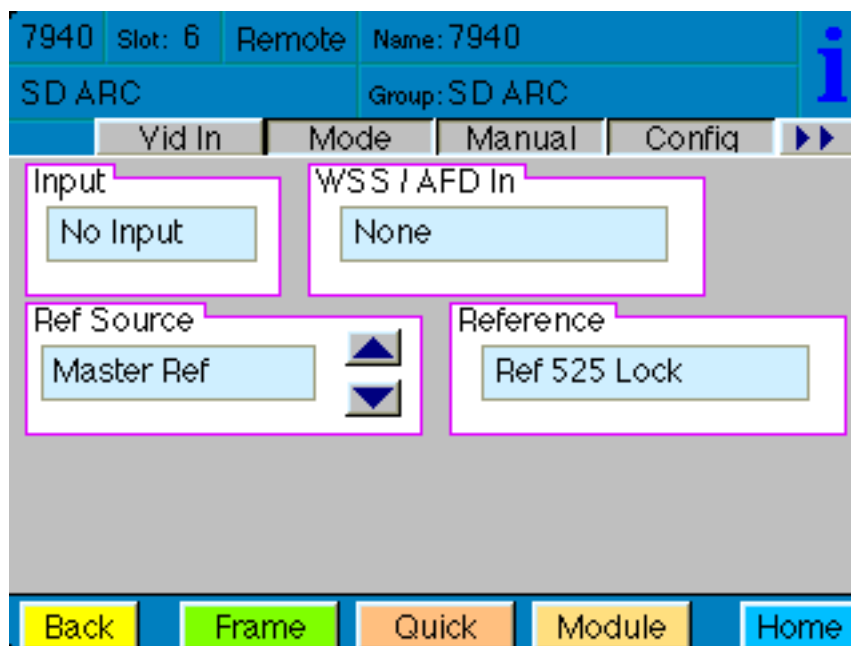 7940 Slot: 6 Remote Name: 7940
i
SD ARC Group: SD ARC
Vid In Mode Manual Config
Input WSS / AFD In
No Input None
Ref Source Reference
Master Ref Ref 525 Lock
Back Frame Quick Module Home